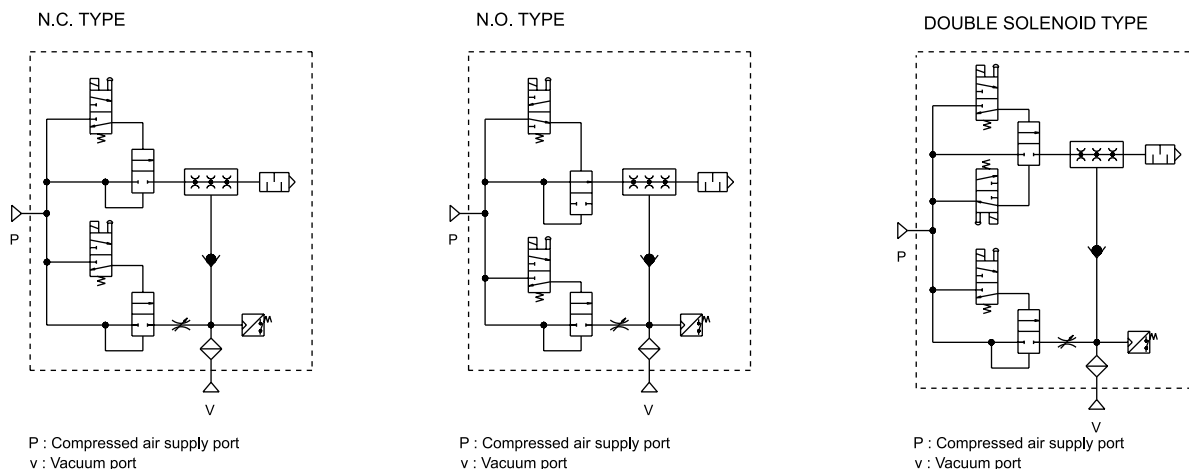 N.C. TYPE
P
V
P : Compressed air supply port
v : Vacuum port
N.O. TYPE
P
V
P : Compressed air supply port
v : Vacuum port
DOUBLE SOLENOID TYPE
P
V
P : Compressed air supply port
v : Vacuum port